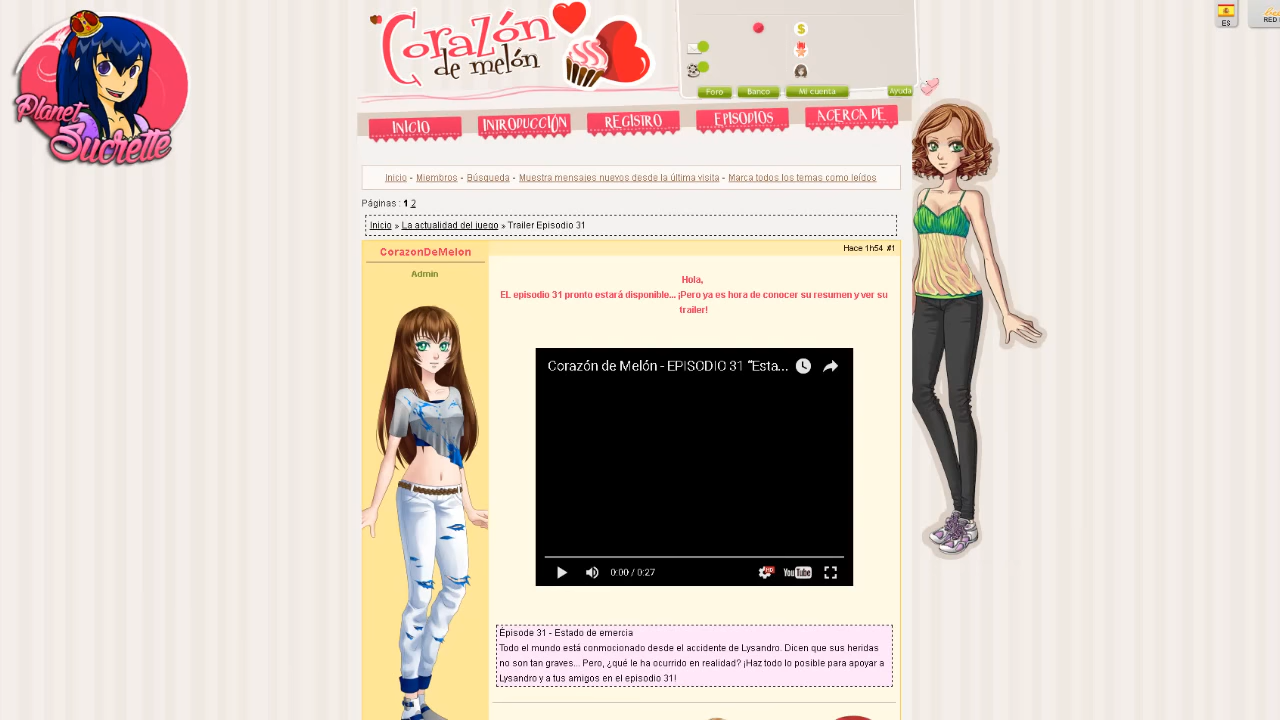 Planet
Sucrette
Corazón
de melón
ES
RED
Foro
Banco
Mi cuenta
Ayuda
INICIO
INTRODUCCIÓN
REGISTRO
EPISODIOS
ACERCA DE
Inicio - Miembros - Búsqueda - Muestra mensajes nuevos desde la última visita - Marca todos los temas como leídos
Páginas : 1 2
Inicio » La actualidad del juego » Trailer Episodio 31
CorazonDeMelon
Hace 1h54 #1
Admin
Hola,
EL episodio 31 pronto estará disponible... ¡Pero ya es hora de conocer su resumen y ver su
trailer!
Corazón de Melón - EPISODIO 31 “Esta...
0:00 / 0:27
HD
YouTube
Épisode 31 - Estado de emercia
Todo el mundo está conmocionado desde el accidente de Lysandro. Dicen que sus heridas
no son tan graves... Pero, ¿qué le ha ocurrido en realidad? ¡Haz todo lo posible para apoyar a
Lysandro y a tus amigos en el episodio 31!